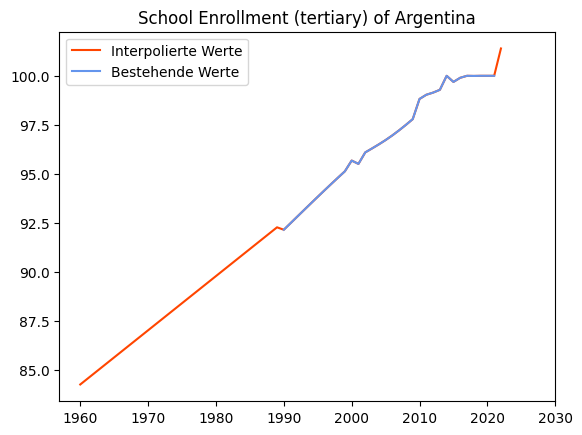 School Enrollment (tertiary) of Argentina
Interpolierte Werte
Bestehende Werte
100.0
97.5
95.0
92.5
90.0
87.5
85.0
1960 1970 1980 1990 2000 2010 2020 2030